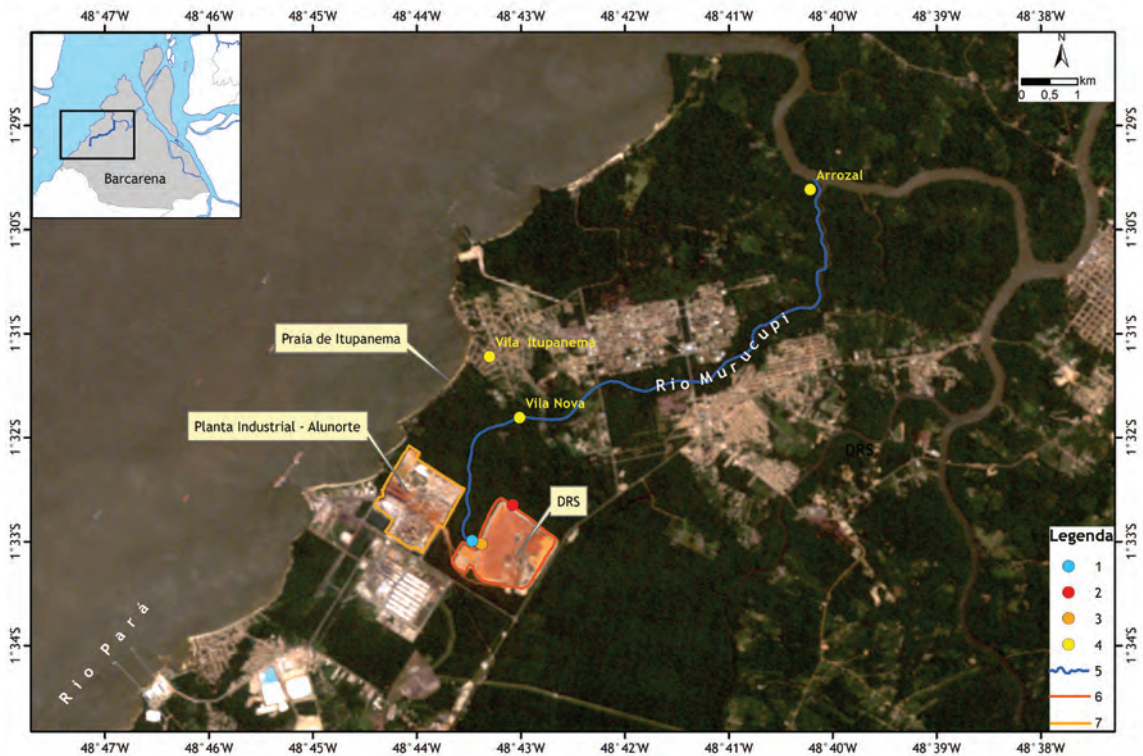 48°47'W 48°46'W 48°45'W 48°44'W 48°43'W 48°42'W 48°41'W 48°40'W 48°39'W 48°38'W
N
km
0 0,5 1
Barcarena
1°29'S 1°29'S
Arrozal
1°30'S 1°30'S
Praia de Itupanema
Vila Itupanema
1°31'S 1°31'S
Rio Murucupi
Vila Nova
Planta Industrial - Alunorte
1°32'S 1°32'S
DRS
DRS
1°33'S 1°33'S
Legenda
1
2
3
4
5
6
7
Rio Pará
1°34'S 1°34'S
48°47'W 48°46'W 48°45'W 48°44'W 48°43'W 48°42'W 48°41'W 48°40'W 48°39'W 48°38'W